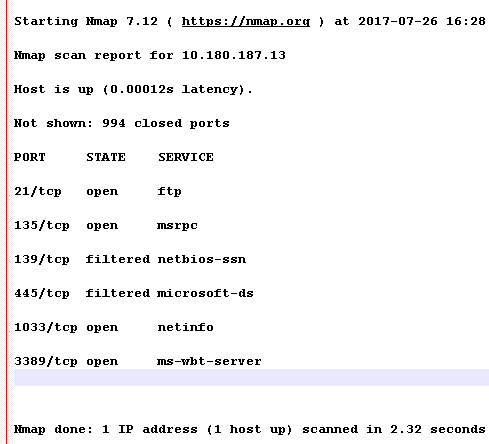 Starting Nmap 7.12 ( https://nmap.org ) at 2017-07-26 16:28
Nmap scan report for 10.180.187.13
Host is up (0.00012s latency).
Not shown: 994 closed ports
PORT     STATE    SERVICE
21/tcp   open     ftp
135/tcp  open     msrpc
139/tcp  filtered netbios-ssn
445/tcp  filtered microsoft-ds
1033/tcp open     netinfo
3389/tcp open     ms-wbt-server
Nmap done: 1 IP address (1 host up) scanned in 2.32 seconds